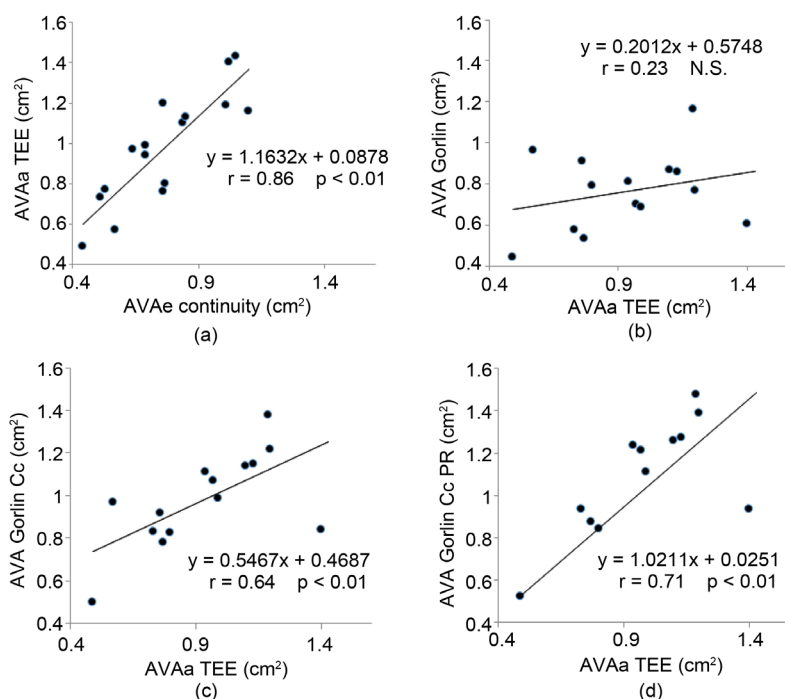 1.6
1.4
1.2
1
0.8
0.6
0.4
AVAa TEE (cm²)
y = 1.1632x + 0.0878
r = 0.86 p < 0.01
0.4 0.9 1.4
AVAe continuity (cm²)
(a)
1.6
1.4
1.2
1
0.8
0.6
0.4
AVA Gorlin (cm²)
y = 0.2012x + 0.5748
r = 0.23 N.S.
0.4 0.9 1.4
AVAa TEE (cm²)
(b)
1.6
1.4
1.2
1
0.8
0.6
0.4
AVA Gorlin Cc (cm²)
y = 0.5467x + 0.4687
r = 0.64 p < 0.01
0.4 0.9 1.4
AVAa TEE (cm²)
(c)
1.6
1.4
1.2
1
0.8
0.6
0.4
AVA Gorlin Cc PR (cm²)
y = 1.0211x + 0.0251
r = 0.71 p < 0.01
0.4 0.9 1.4
AVAa TEE (cm²)
(d)